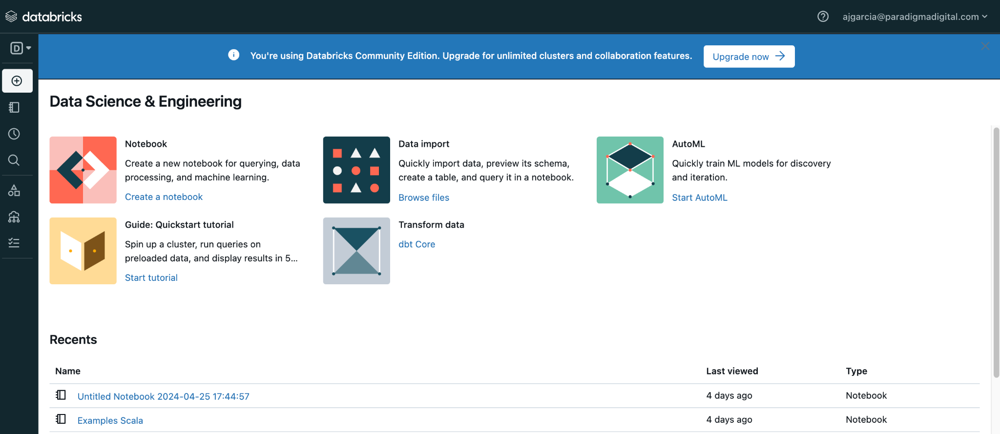 databricks
ajgarcia@paradigmadigital.com
D
You're using Databricks Community Edition. Upgrade for unlimited clusters and collaboration features.
Upgrade now
Data Science & Engineering
Notebook
Create a new notebook for querying, data
processing, and machine learning.
Create a notebook
Data import
Quickly import data, preview its schema,
create a table, and query it in a notebook.
Browse files
AutoML
Quickly train ML models for discovery
and iteration.
Start AutoML
Guide: Quickstart tutorial
Spin up a cluster, run queries on
preloaded data, and display results in 5...
Start tutorial
Transform data
dbt Core
Recents
Name Last viewed Type
Untitled Notebook 2024-04-25 17:44:57 4 days ago Notebook
Examples Scala 4 days ago Notebook